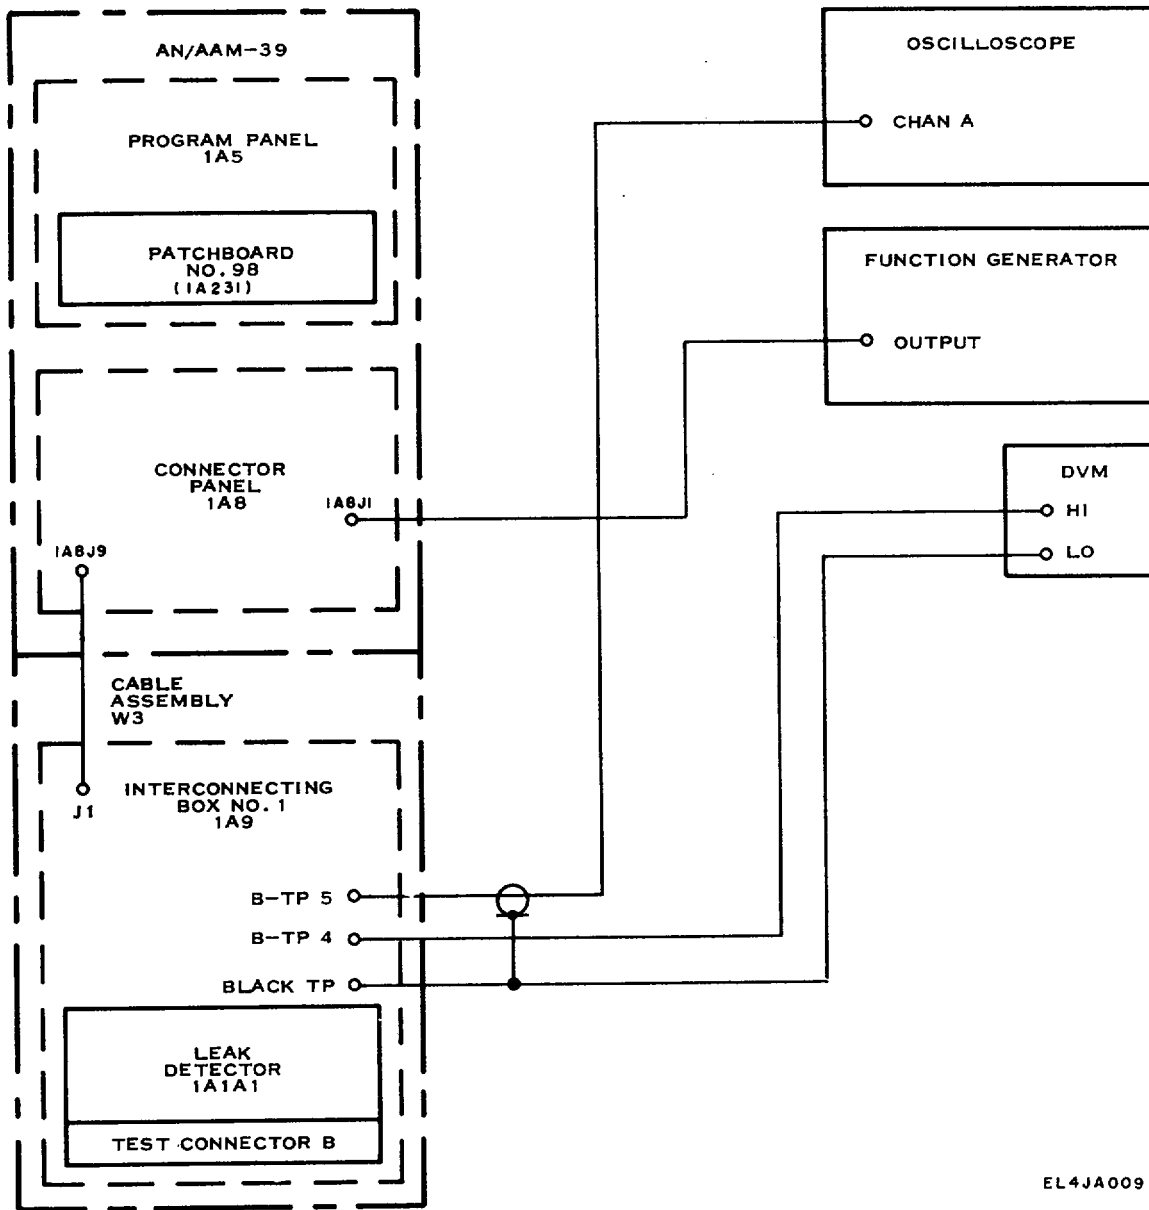 AN/AAM-39
PROGRAM PANEL
1A5
PATCHBOARD
NO. 98
(1A231)
CONNECTOR
PANEL
1A8
1A8J1
1A8J9
CABLE
ASSEMBLY
W3
J1
INTERCONNECTING
BOX NO. 1
1A9
B-TP 5
B-TP 4
BLACK TP
LEAK
DETECTOR
1A1A1
TEST CONNECTOR B
OSCILLOSCOPE
CHAN A
FUNCTION GENERATOR
OUTPUT
DVM
HI
LO
EL4JA009